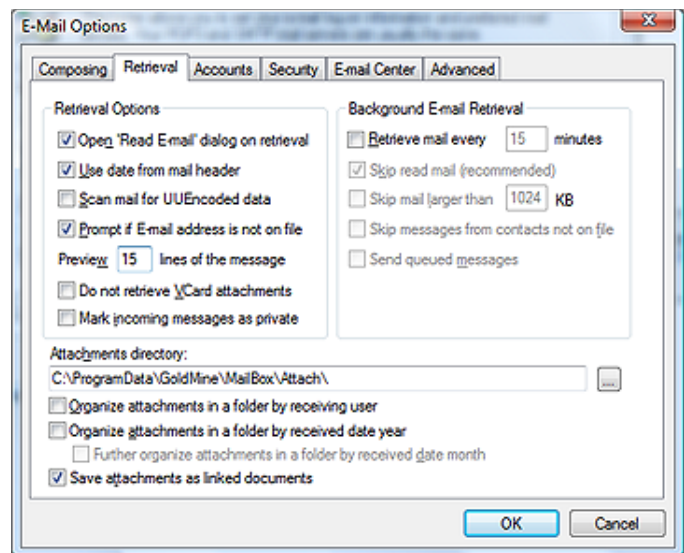 E-Mail Options
Composing Retrieval Accounts Security E-mail Center Advanced
Retrieval Options
Open 'Read E-mail' dialog on retrieval
Use date from mail header
Scan mail for UUEncoded data
Prompt if E-mail address is not on file
Preview 15 lines of the message
Do not retrieve VCard attachments
Mark incoming messages as private
Background E-mail Retrieval
Retrieve mail every 15 minutes
Skip read mail (recommended)
Skip mail larger than 1024 KB
Skip messages from contacts not on file
Send queued messages
Attachments directory:
C:\ProgramData\GoldMine\MailBox\Attach\
...
Organize attachments in a folder by receiving user
Organize attachments in a folder by received date year
Further organize attachments in a folder by received date month
Save attachments as linked documents
OK Cancel